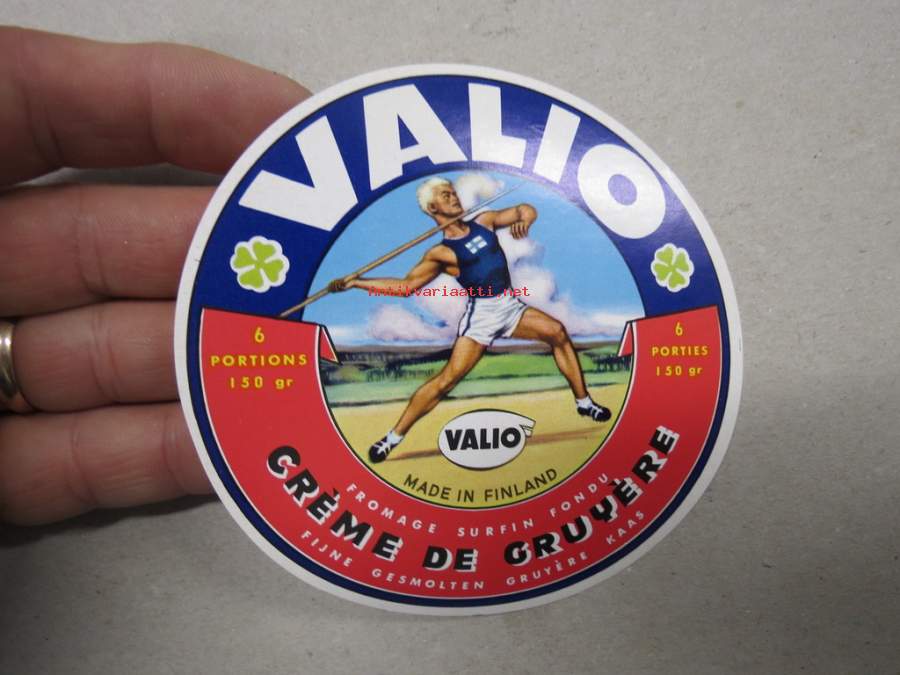 VALIO
Antikvariaatti.net
6
PORTIONS
150 gr
6
PORTIES
150 gr
VALIO
MADE IN FINLAND
FROMAGE SURFIN FONDU
CRÈME DE GRUYÈRE
FIJNE GESMOLTEN GRUYÈRE KAAS